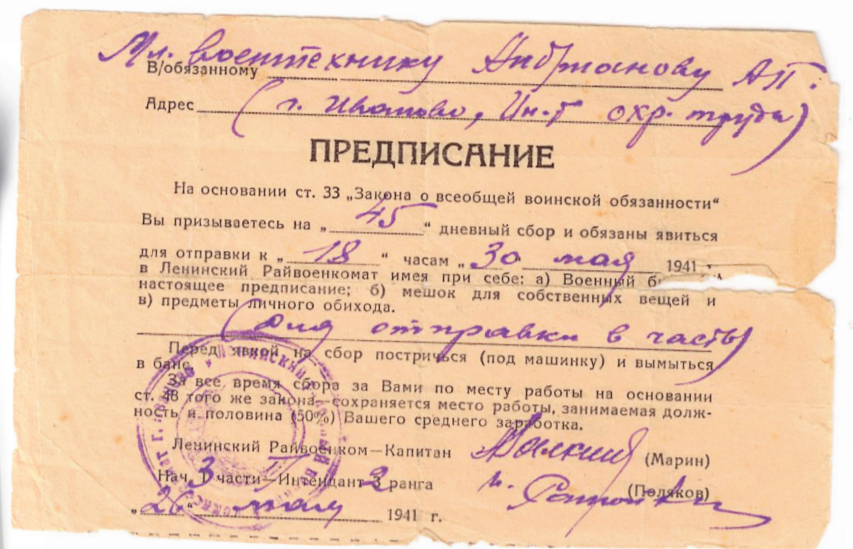 Мл. воентехнику Андрианову А.П.
В/обязанному
Адрес (г. Иваново, Ин-т охр. труда)
ПРЕДПИСАНИЕ
На основании ст. 33 „Закона о всеобщей воинской обязанности“
Вы призываетесь на „45“ дневный сбор и обязаны явиться
для отправки к „18“ часам „30 мая 1941 г.
в Ленинский Райвоенкомат имея при себе: а) Военный
настоящее предписание; б) мешок для собственных вещей и
в) предметы личного обихода.
(для отправки в часть)
Перед явкой на сбор постричься (под машинку) и вымыться
в бане.
За все время сбора за Вами по месту работы на основании
ст. 38 того же закона сохраняется место работы, занимаемая долж-
ность и половина (50%) Вашего среднего заработка.
Ленинский Райвоенком—Капитан (Марин)
Нач. 3 части—Интендант 3 ранга (Поляков)
„26“ мая 1941 г.